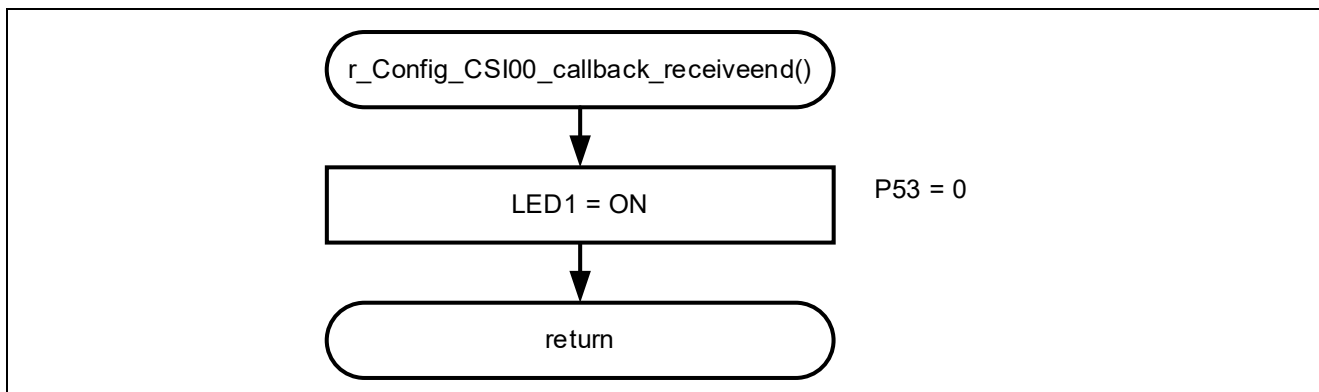 r_Config_CSI00_callback_receiveend()
LED1 = ON
P53 = 0
return